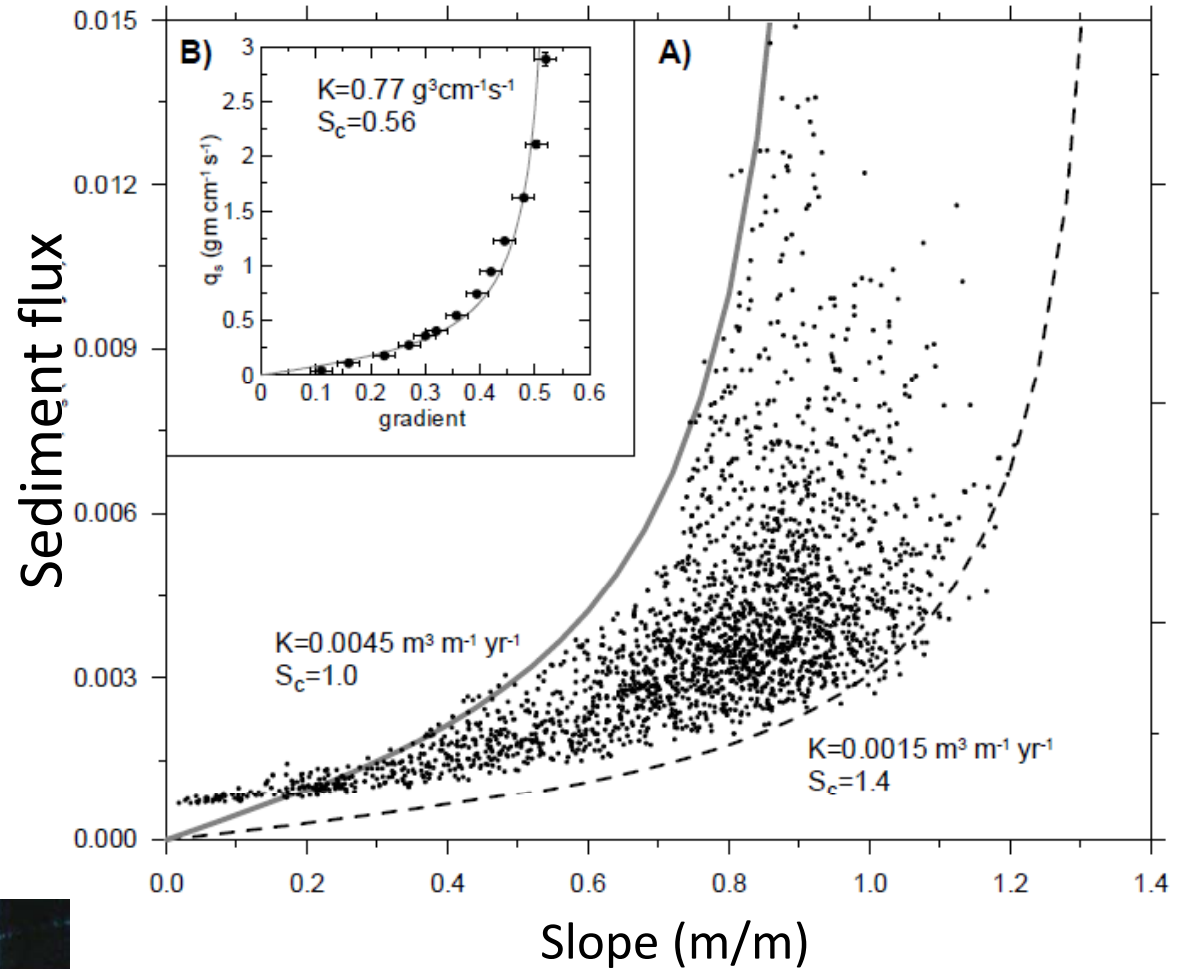 0.015
0.012
0.009
0.006
0.003
0.000
Sediment flux
B)
3
2.5
2
1.5
1
0.5
0
qs (gm cm-1 s-1)
K=0.77 g3cm-1s-1
Sc=0.56
0 0.1 0.2 0.3 0.4 0.5 0.6
gradient
A)
K=0.0045 m3 m-1 yr-1
Sc=1.0
K=0.0015 m3 m-1 yr-1
Sc=1.4
0.0 0.2 0.4 0.6 0.8 1.0 1.2 1.4
Slope (m/m)